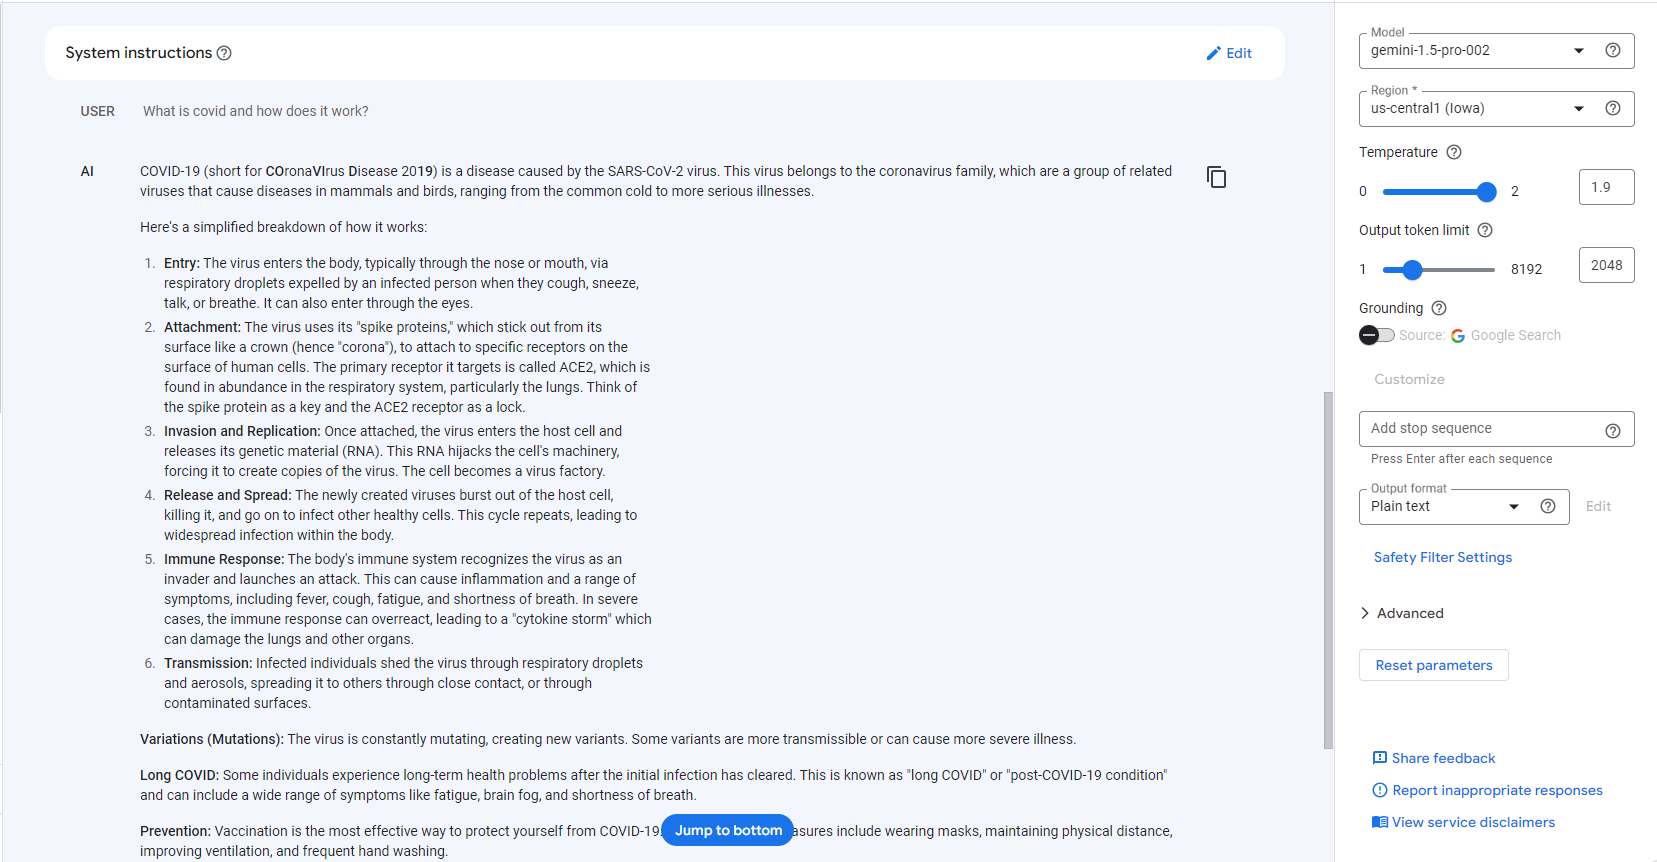 System instructions
Edit
USER What is covid and how does it work?
AI
COVID-19 (short for COronaVIrus Disease 2019) is a disease caused by the SARS-CoV-2 virus. This virus belongs to the coronavirus family, which are a group of related
viruses that cause diseases in mammals and birds, ranging from the common cold to more serious illnesses.
Here's a simplified breakdown of how it works:
1. Entry: The virus enters the body, typically through the nose or mouth, via
respiratory droplets expelled by an infected person when they cough, sneeze,
talk, or breathe. It can also enter through the eyes.
2. Attachment: The virus uses its "spike proteins," which stick out from its
surface like a crown (hence "corona"), to attach to specific receptors on the
surface of human cells. The primary receptor it targets is called ACE2, which is
found in abundance in the respiratory system, particularly the lungs. Think of
the spike protein as a key and the ACE2 receptor as a lock.
3. Invasion and Replication: Once attached, the virus enters the host cell and
releases its genetic material (RNA). This RNA hijacks the cell's machinery,
forcing it to create copies of the virus. The cell becomes a virus factory.
4. Release and Spread: The newly created viruses burst out of the host cell,
killing it, and go on to infect other healthy cells. This cycle repeats, leading to
widespread infection within the body.
5. Immune Response: The body's immune system recognizes the virus as an
invader and launches an attack. This can cause inflammation and a range of
symptoms, including fever, cough, fatigue, and shortness of breath. In severe
cases, the immune response can overreact, leading to a "cytokine storm" which
can damage the lungs and other organs.
6. Transmission: Infected individuals shed the virus through respiratory droplets
and aerosols, spreading it to others through close contact, or through
contaminated surfaces.
Variations (Mutations): The virus is constantly mutating, creating new variants. Some variants are more transmissible or can cause more severe illness.
Long COVID: Some individuals experience long-term health problems after the initial infection has cleared. This is known as "long COVID" or "post-COVID-19 condition"
and can include a wide range of symptoms like fatigue, brain fog, and shortness of breath.
Prevention: Vaccination is the most effective way to protect yourself from COVID-19. Jump to bottom asures include wearing masks, maintaining physical distance,
improving ventilation, and frequent hand washing.
Model
gemini-1.5-pro-002
Region *
us-central1 (Iowa)
Temperature
0 2 1.9
Output token limit
1 8192 2048
Grounding
Source: Google Search
Customize
Add stop sequence
Press Enter after each sequence
Output format
Plain text
Edit
Safety Filter Settings
Advanced
Reset parameters
Share feedback
Report inappropriate responses
View service disclaimers